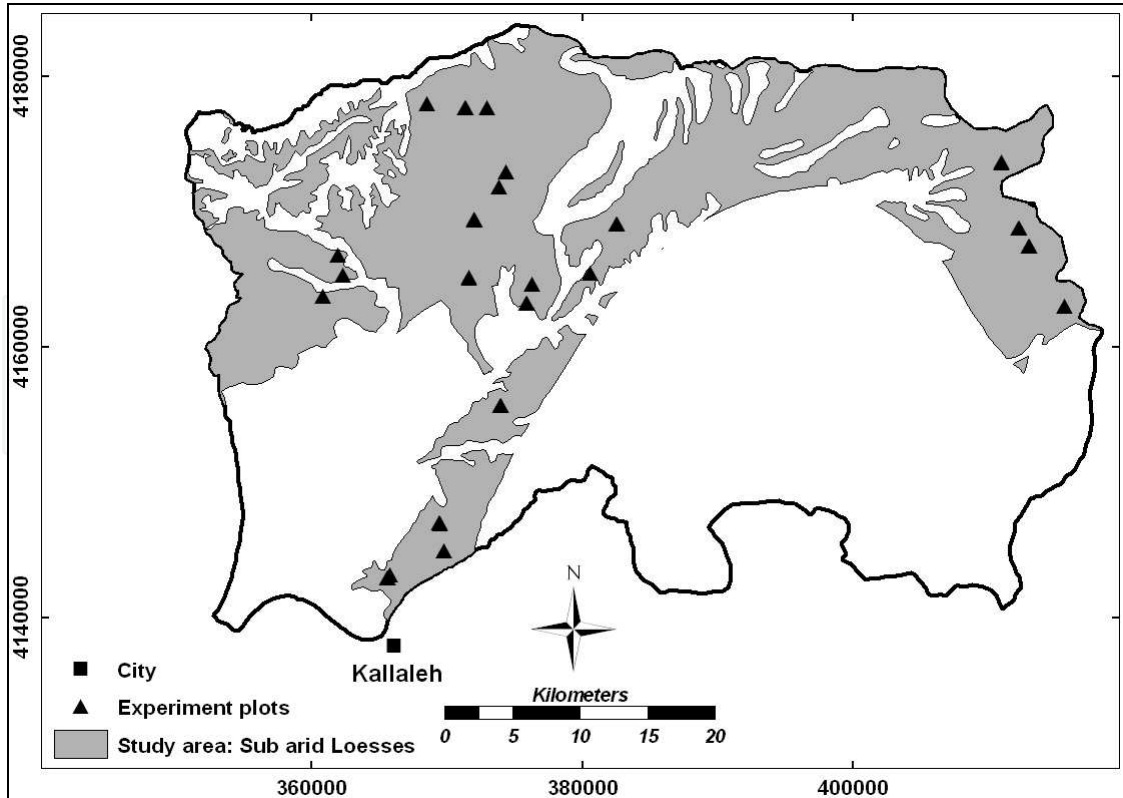 4180000
4160000
4140000
N
Kallaleh
City
Experiment plots
Study area: Sub arid Loesses
Kilometers
0 5 10 15 20
360000 380000 400000